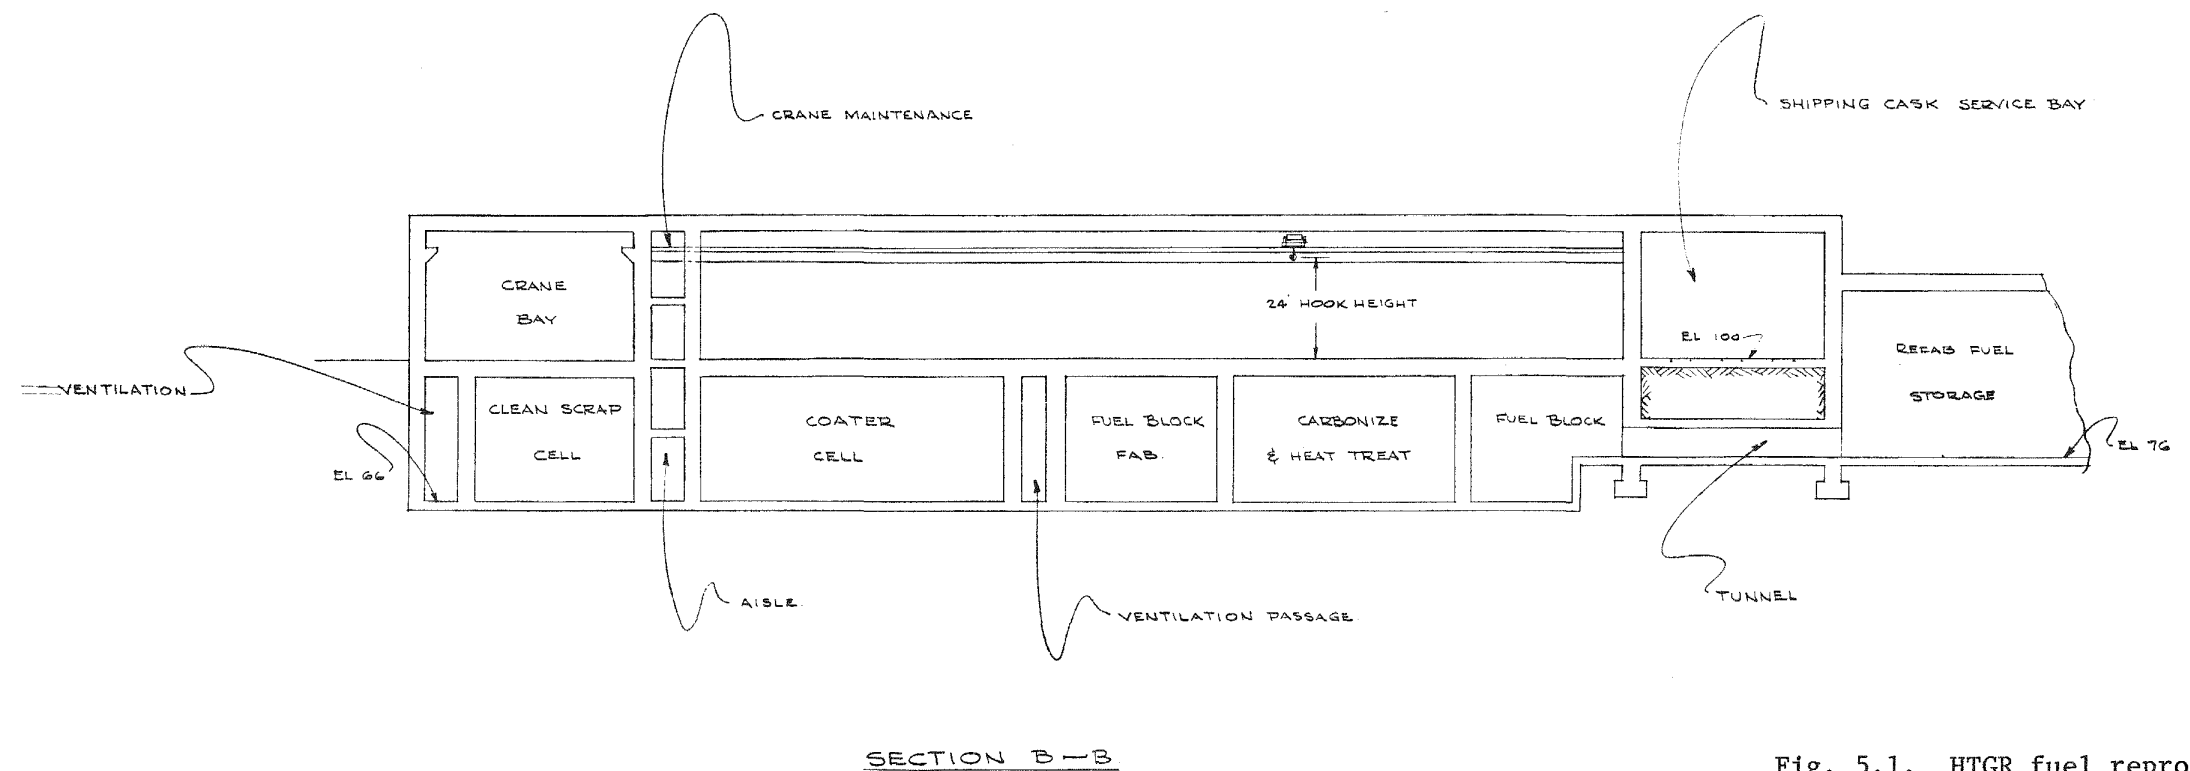 CRANE MAINTENANCE
SHIPPING CASK SERVICE BAY
CRANE
BAY
24' HOOK HEIGHT
EL 100
REFAB FUEL
STORAGE
VENTILATION
CLEAN SCRAP
CELL
COATER
CELL
FUEL BLOCK
FAB.
CARBONIZE
& HEAT TREAT
FUEL BLOCK
EL 66
EL 76
AISLE
VENTILATION PASSAGE
TUNNEL
SECTION B-B
Fig. 5.1. HTGR fuel repro